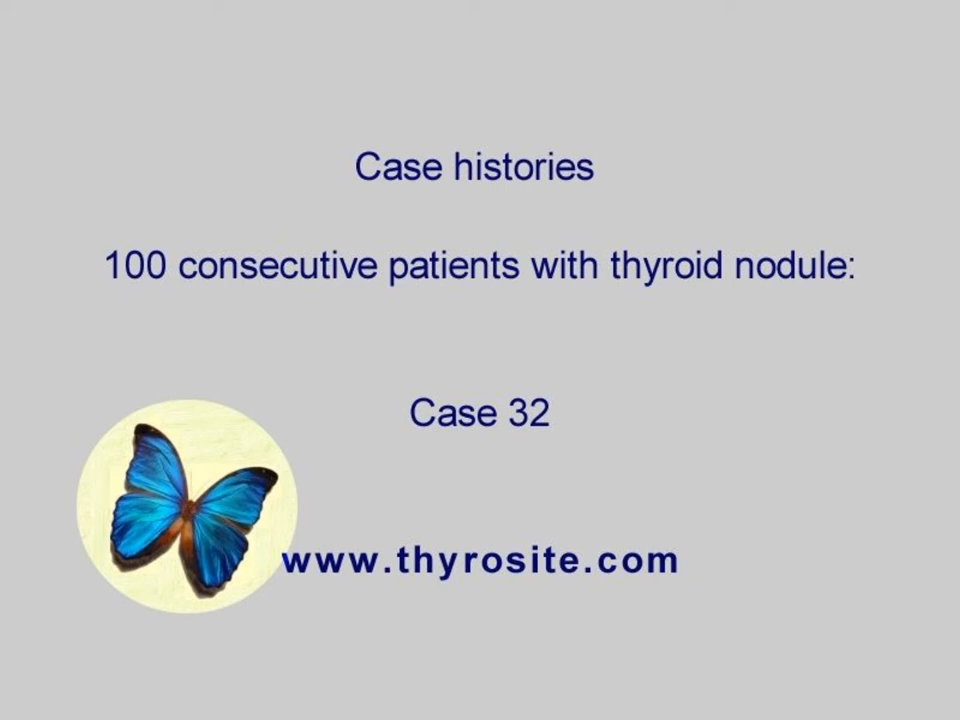 Case histories
100 consecutive patients with thyroid nodule:
Case 32
www.thyrosite.com